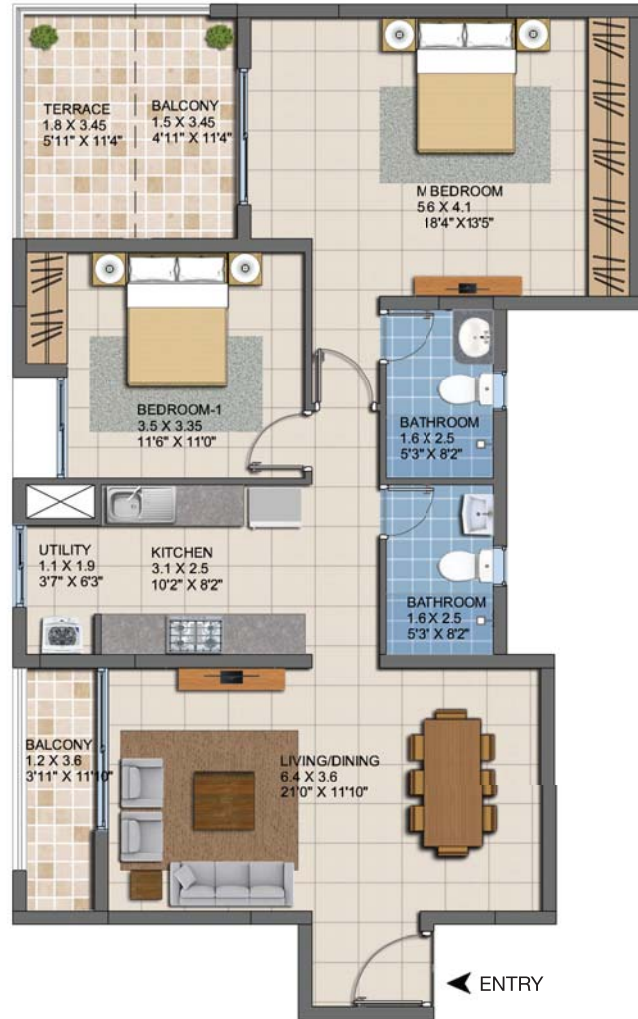 TERRACE
1.8 X 3.45
5'11" X 11'4"
BALCONY
1.5 X 3.45
4'11" X 11'4"
M BEDROOM
5.6 X 4.1
18'4" X13'5"
BEDROOM-1
3.5 X 3.35
11'6" X 11'0"
BATHROOM
1.6 X 2.5
5'3" X 8'2"
UTILITY
1.1 X 1.9
3'7" X 6'3"
KITCHEN
3.1 X 2.5
10'2" X 8'2"
BATHROOM
1.6 X 2.5
5'3' X 8'2"
BALCONY
1.2 X 3.6
3'11" X 11'10"
LIVING/DINING
6.4 X 3.6
21'0" X 11'10"
ENTRY